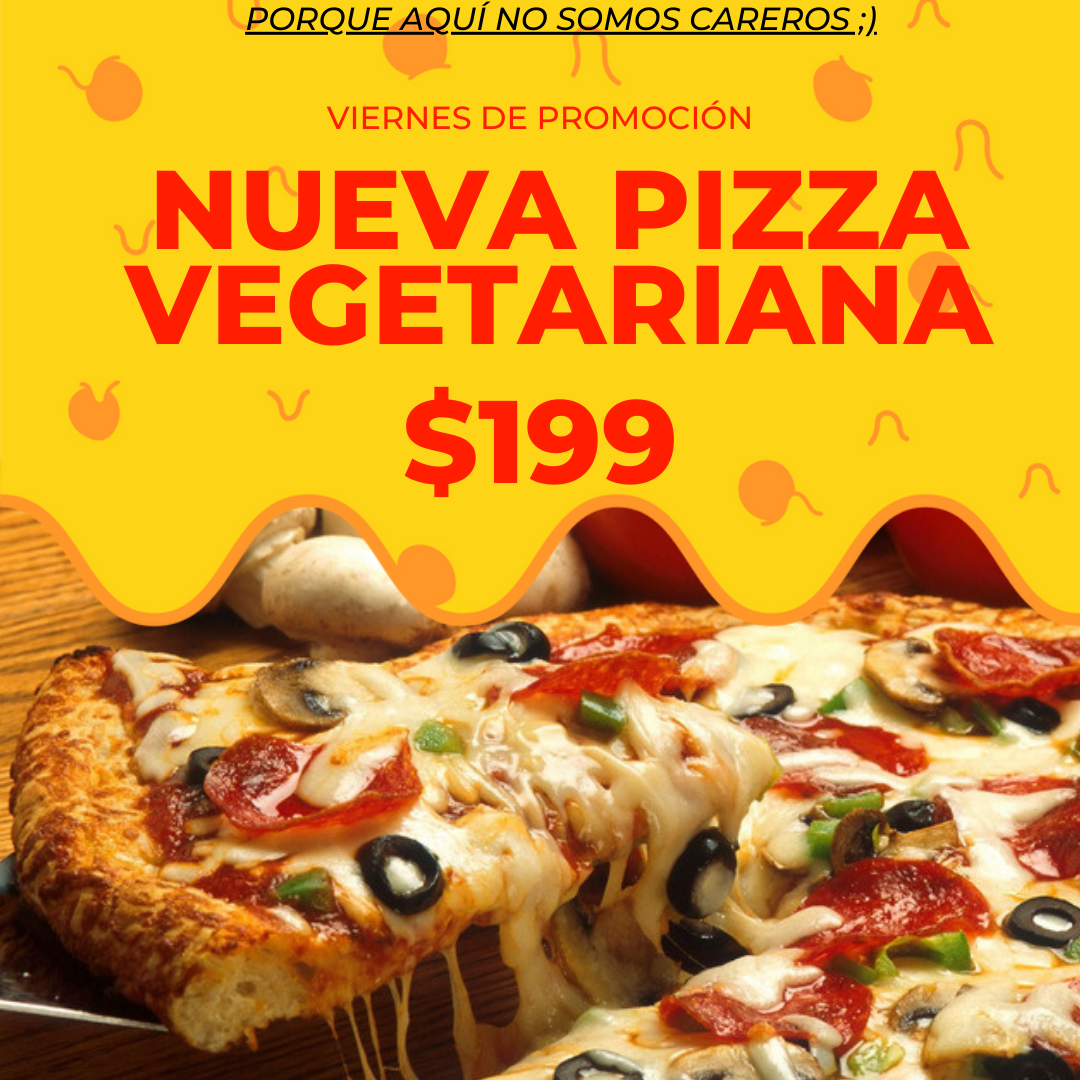 PORQUE AQUÍ NO SOMOS CAREROS ;)
VIERNES DE PROMOCIÓN
NUEVA PIZZA
VEGETARIANA
$199